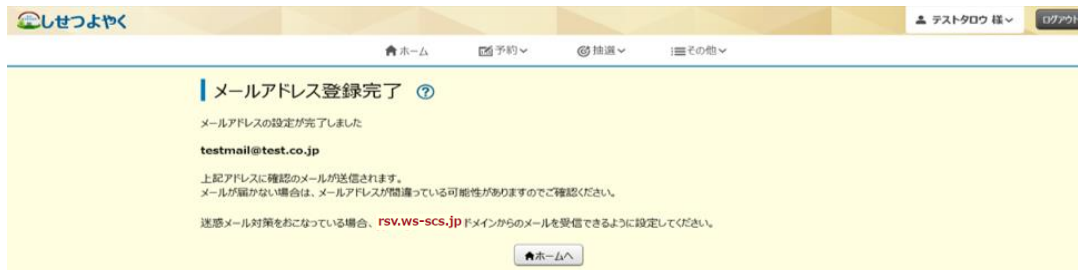 しせつよやく
テストタロウ 様
ログアウト
ホーム 予約 抽選 その他
メールアドレス登録完了 ?
メールアドレスの設定が完了しました
testmail@test.co.jp
上記アドレスに確認のメールが送信されます。
メールが届かない場合は、メールアドレスが間違っている可能性がありますのでご確認ください。
迷惑メール対策をおこなっている場合、rsv.ws-scs.jpドメインからのメールを受信できるように設定してください。
ホームへ